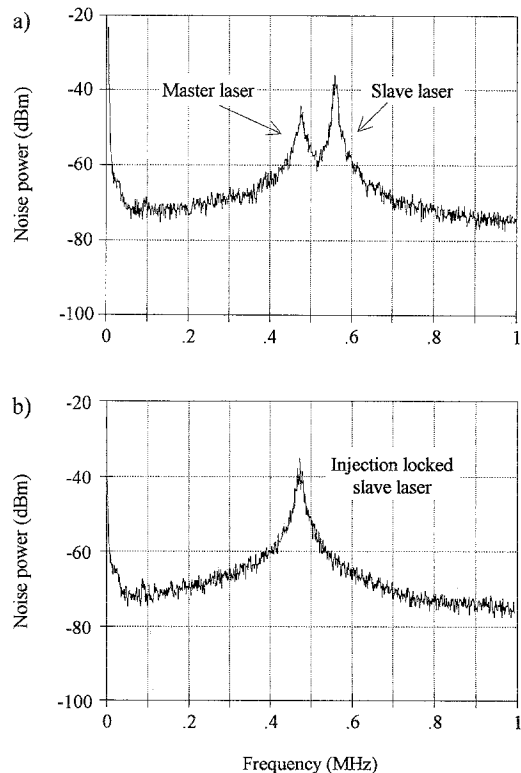 a)
-20
-40
-60
-80
-100
Noise power (dBm)
Master laser
Slave laser
0
.2
.4
.6
.8
1
b)
-20
-40
-60
-80
-100
Noise power (dBm)
Injection locked
slave laser
0
.2
.4
.6
.8
1
Frequency (MHz)